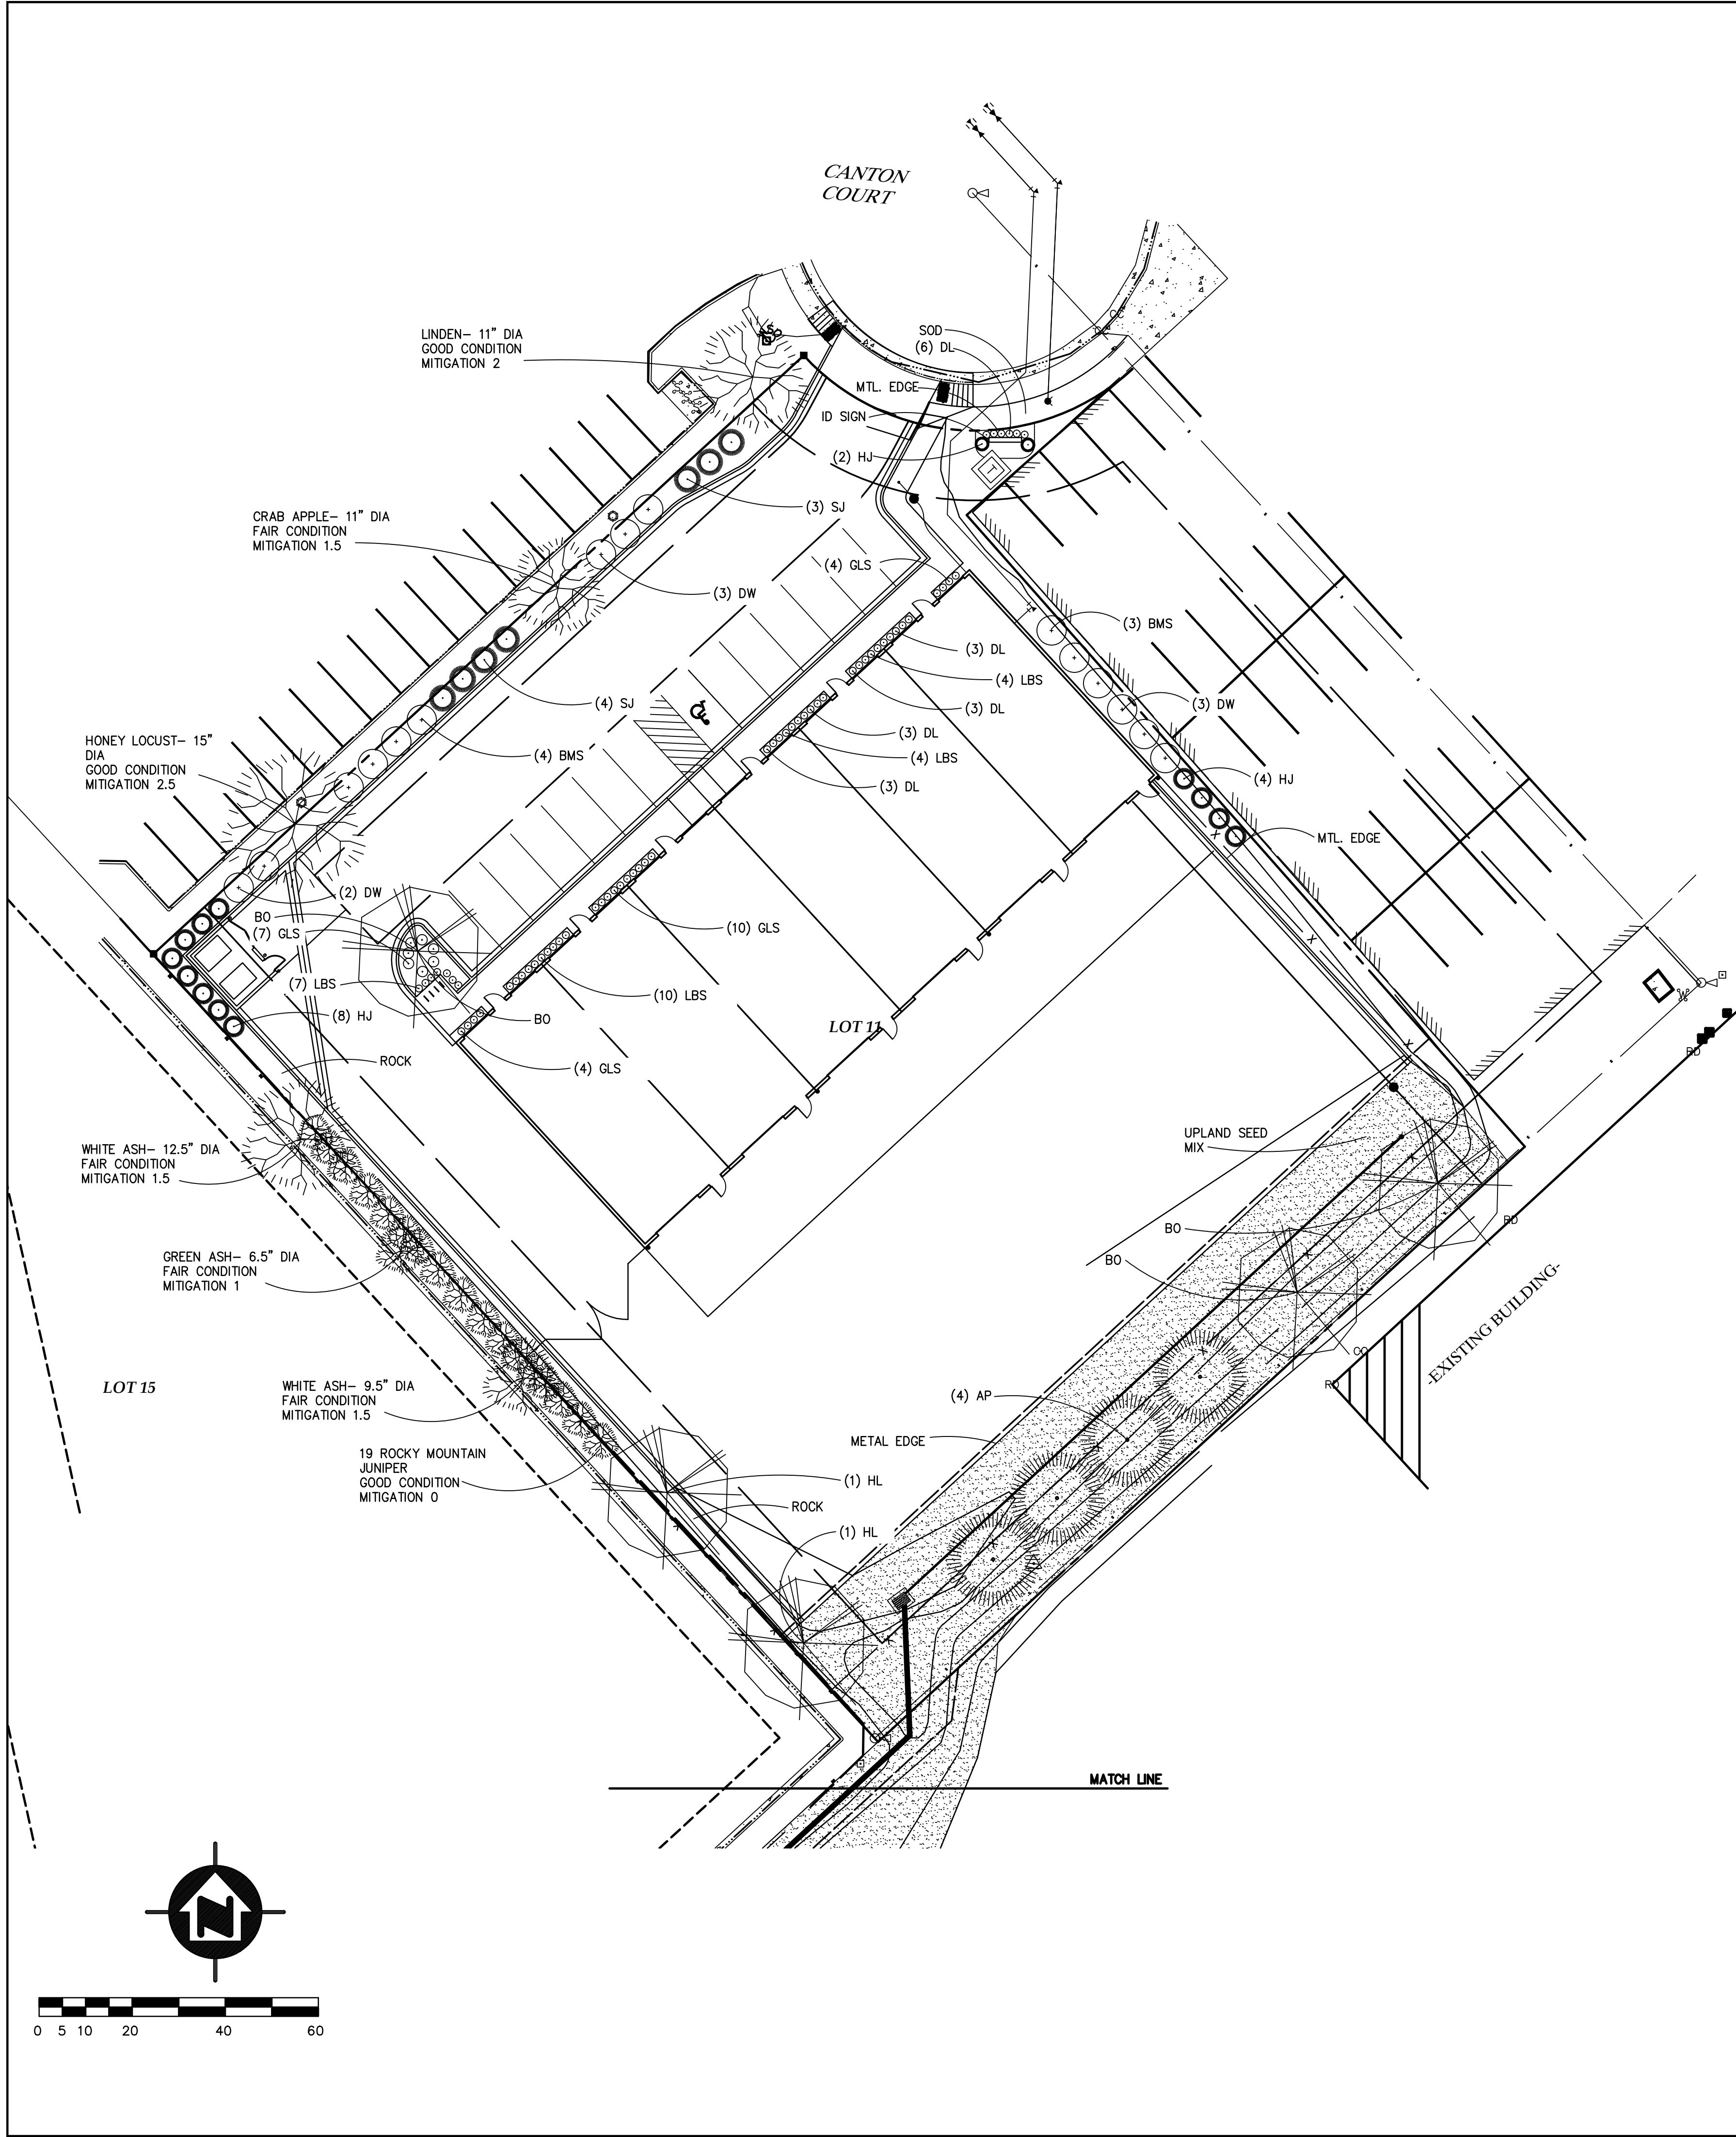 CANTON
COURT
LINDEN– 11" DIA
GOOD CONDITION
MITIGATION 2
SOD
(6) DL
MTL. EDGE
ID SIGN
(2) HJ
(3) SJ
CRAB APPLE– 11" DIA
FAIR CONDITION
MITIGATION 1.5
(4) GLS
(3) DW
(3) BMS
(3) DL
(4) LBS
(3) DL
(3) DW
(4) SJ
(3) DL
(4) LBS
(3) DL
(4) BMS
(4) HJ
HONEY LOCUST– 15"
DIA
GOOD CONDITION
MITIGATION 2.5
MTL. EDGE
(2) DW
BO
(7) GLS
(10) GLS
(7) LBS
(10) LBS
(8) HJ
BO
LOT 11
ROCK
(4) GLS
RD
UPLAND SEED
MIX
WHITE ASH– 12.5" DIA
FAIR CONDITION
MITIGATION 1.5
BO
RD
GREEN ASH– 6.5" DIA
FAIR CONDITION
MITIGATION 1
BO
-EXISTING BUILDING-
CO
RD
LOT 15
WHITE ASH– 9.5" DIA
FAIR CONDITION
MITIGATION 1.5
(4) AP
METAL EDGE
19 ROCKY MOUNTAIN
JUNIPER
GOOD CONDITION
MITIGATION 0
(1) HL
ROCK
(1) HL
MATCH LINE
N
0 5 10 20 40 60